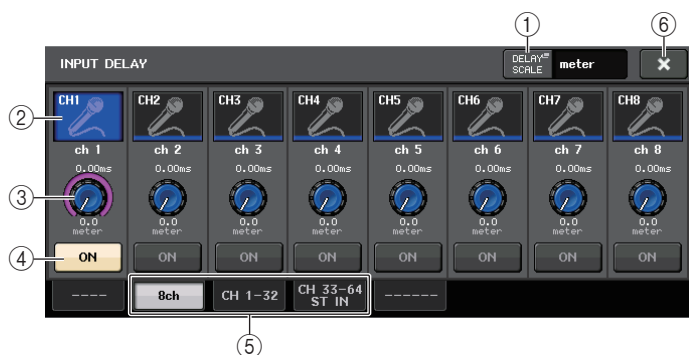 ① ⑥
INPUT DELAY
DELAY SCALE meter ×
CH1 CH2 CH3 CH4 CH5 CH6 CH7 CH8
②
ch 1 ch 2 ch 3 ch 4 ch 5 ch 6 ch 7 ch 8
0.00ms 0.00ms 0.00ms 0.00ms 0.00ms 0.00ms 0.00ms 0.00ms
③
0.0 0.0 0.0 0.0 0.0 0.0 0.0 0.0
meter meter meter meter meter meter meter meter
④ ON ON ON ON ON ON ON ON
---- 8ch CH 1-32 CH 33-64 ST IN ------
⑤